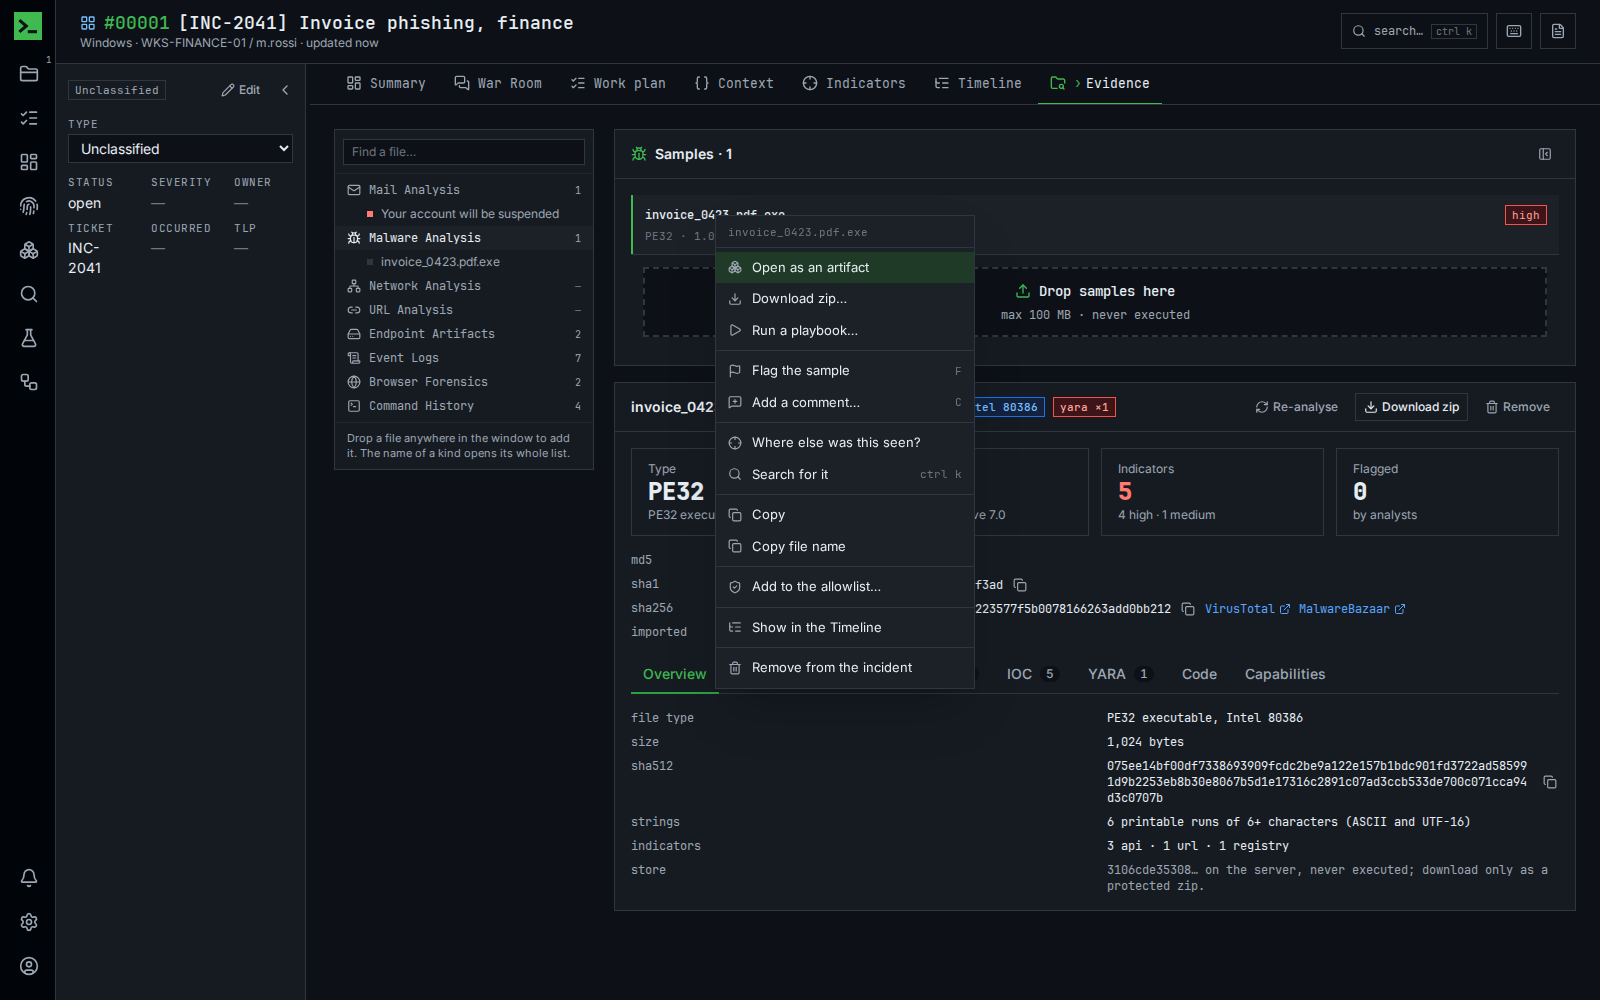 #00001 [INC-2041] Invoice phishing, finance
Windows · WKS-FINANCE-01 / m.rossi · updated now
search… ctrl k
1
Unclassified
Edit
TYPE
Unclassified
STATUS SEVERITY OWNER
open — —
TICKET OCCURRED TLP
INC-2041 — —
Summary
War Room
Work plan
Context
Indicators
Timeline
› Evidence
Find a file...
Mail Analysis 1
Your account will be suspended
Malware Analysis 1
invoice_0423.pdf.exe
Network Analysis —
URL Analysis —
Endpoint Artifacts 2
Event Logs 7
Browser Forensics 2
Command History 4
Drop a file anywhere in the window to add
it. The name of a kind opens its whole list.
Samples · 1
invoice_0423.pdf.exe
high
PE32 · 1.0
Drop samples here
max 100 MB · never executed
invoice_0423.pdf.exe
Open as an artifact
Download zip...
Run a playbook...
Flag the sample F
Add a comment... C
Where else was this seen?
Search for it ctrl k
Copy
Copy file name
Add to the allowlist...
Show in the Timeline
Remove from the incident
invoice_042
tel 80386
yara ×1
Re-analyse
Download zip
Remove
Type
PE32
PE32 execu
ve 7.0
Indicators
5
4 high · 1 medium
Flagged
0
by analysts
md5
sha1 f3ad
sha256 223577f5b0078166263add0bb212 VirusTotal MalwareBazaar
imported
Overview
IOC 5
YARA 1
Code
Capabilities
file type PE32 executable, Intel 80386
size 1,024 bytes
sha512 075ee14bf00df7338693909fcdc2be9a122e157b1bdc901fd3722ad58599
1d9b2253eb8b30e8067b5d1e17316c2891c07ad3ccb533de700c071cca94
d3c0707b
strings 6 printable runs of 6+ characters (ASCII and UTF-16)
indicators 3 api · 1 url · 1 registry
store 3106cde35308… on the server, never executed; download only as a
protected zip.